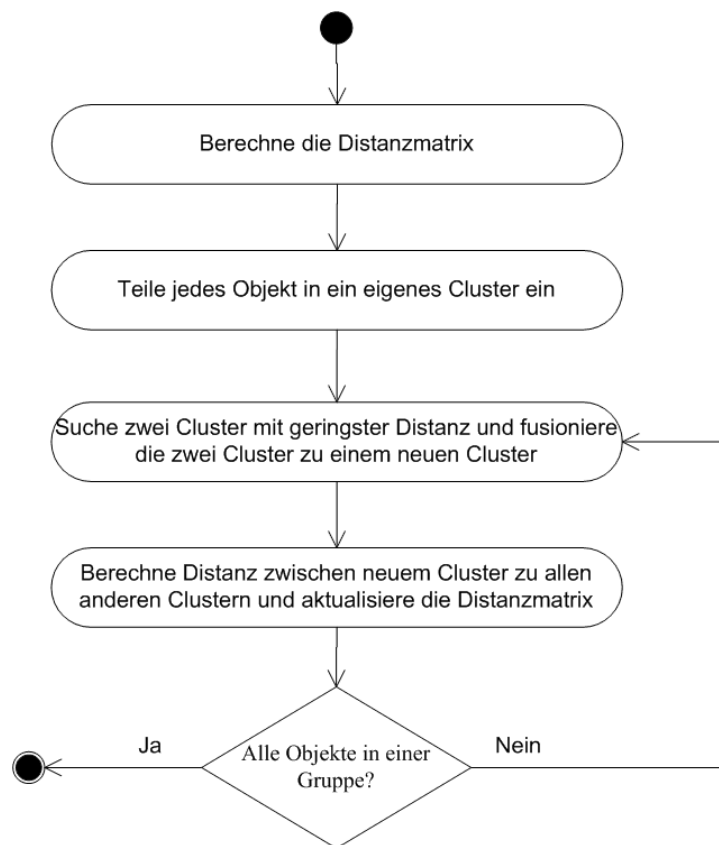 Berechne die Distanzmatrix
Teile jedes Objekt in ein eigenes Cluster ein
Suche zwei Cluster mit geringster Distanz und fusioniere
die zwei Cluster zu einem neuen Cluster
Berechne Distanz zwischen neuem Cluster zu allen
anderen Clustern und aktualisiere die Distanzmatrix
Ja
Alle Objekte in einer
Gruppe?
Nein